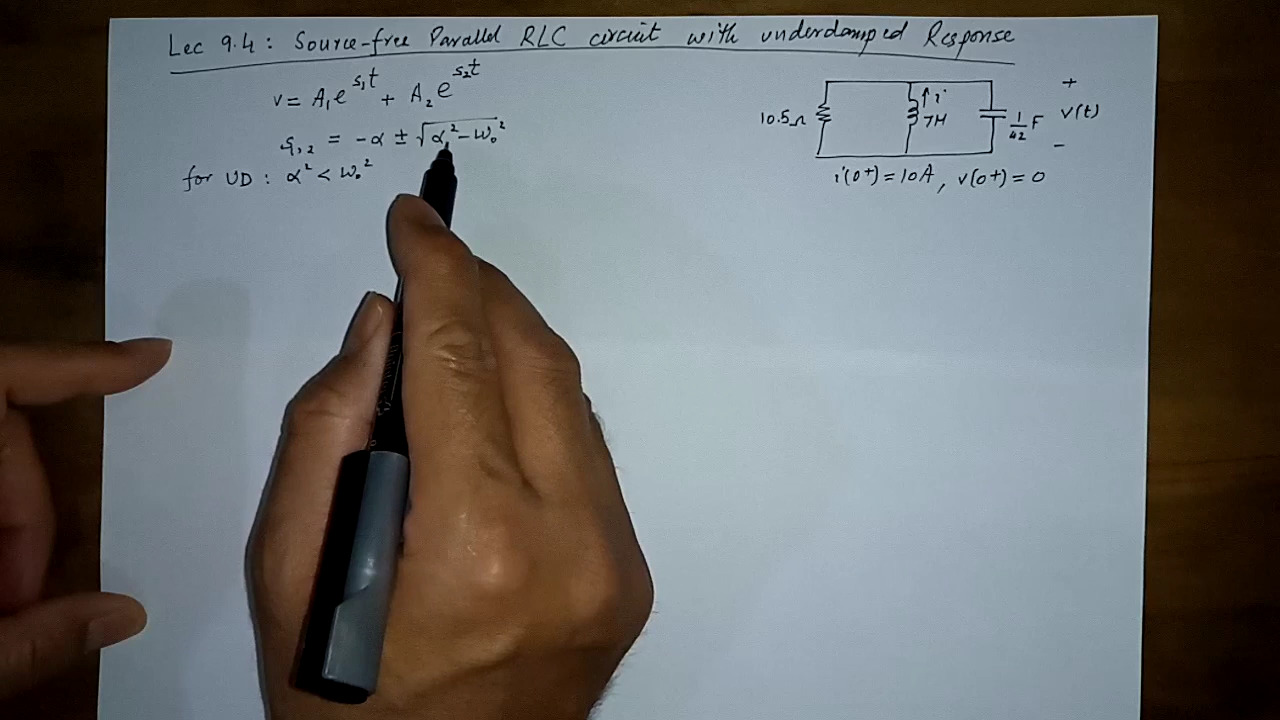 Lec 9.4: Source-free Parallel RLC circuit with underdamped Response
v = A₁e^s₁t + A₂e^s₂t
s₁,₂ = -α ± √α² - ω₀²
for UD: α² < ω₀²
10.5Ω
↑ i
7H
1/42 F
+
v(t)
-
i(0+) = 10A, v(0+) = 0